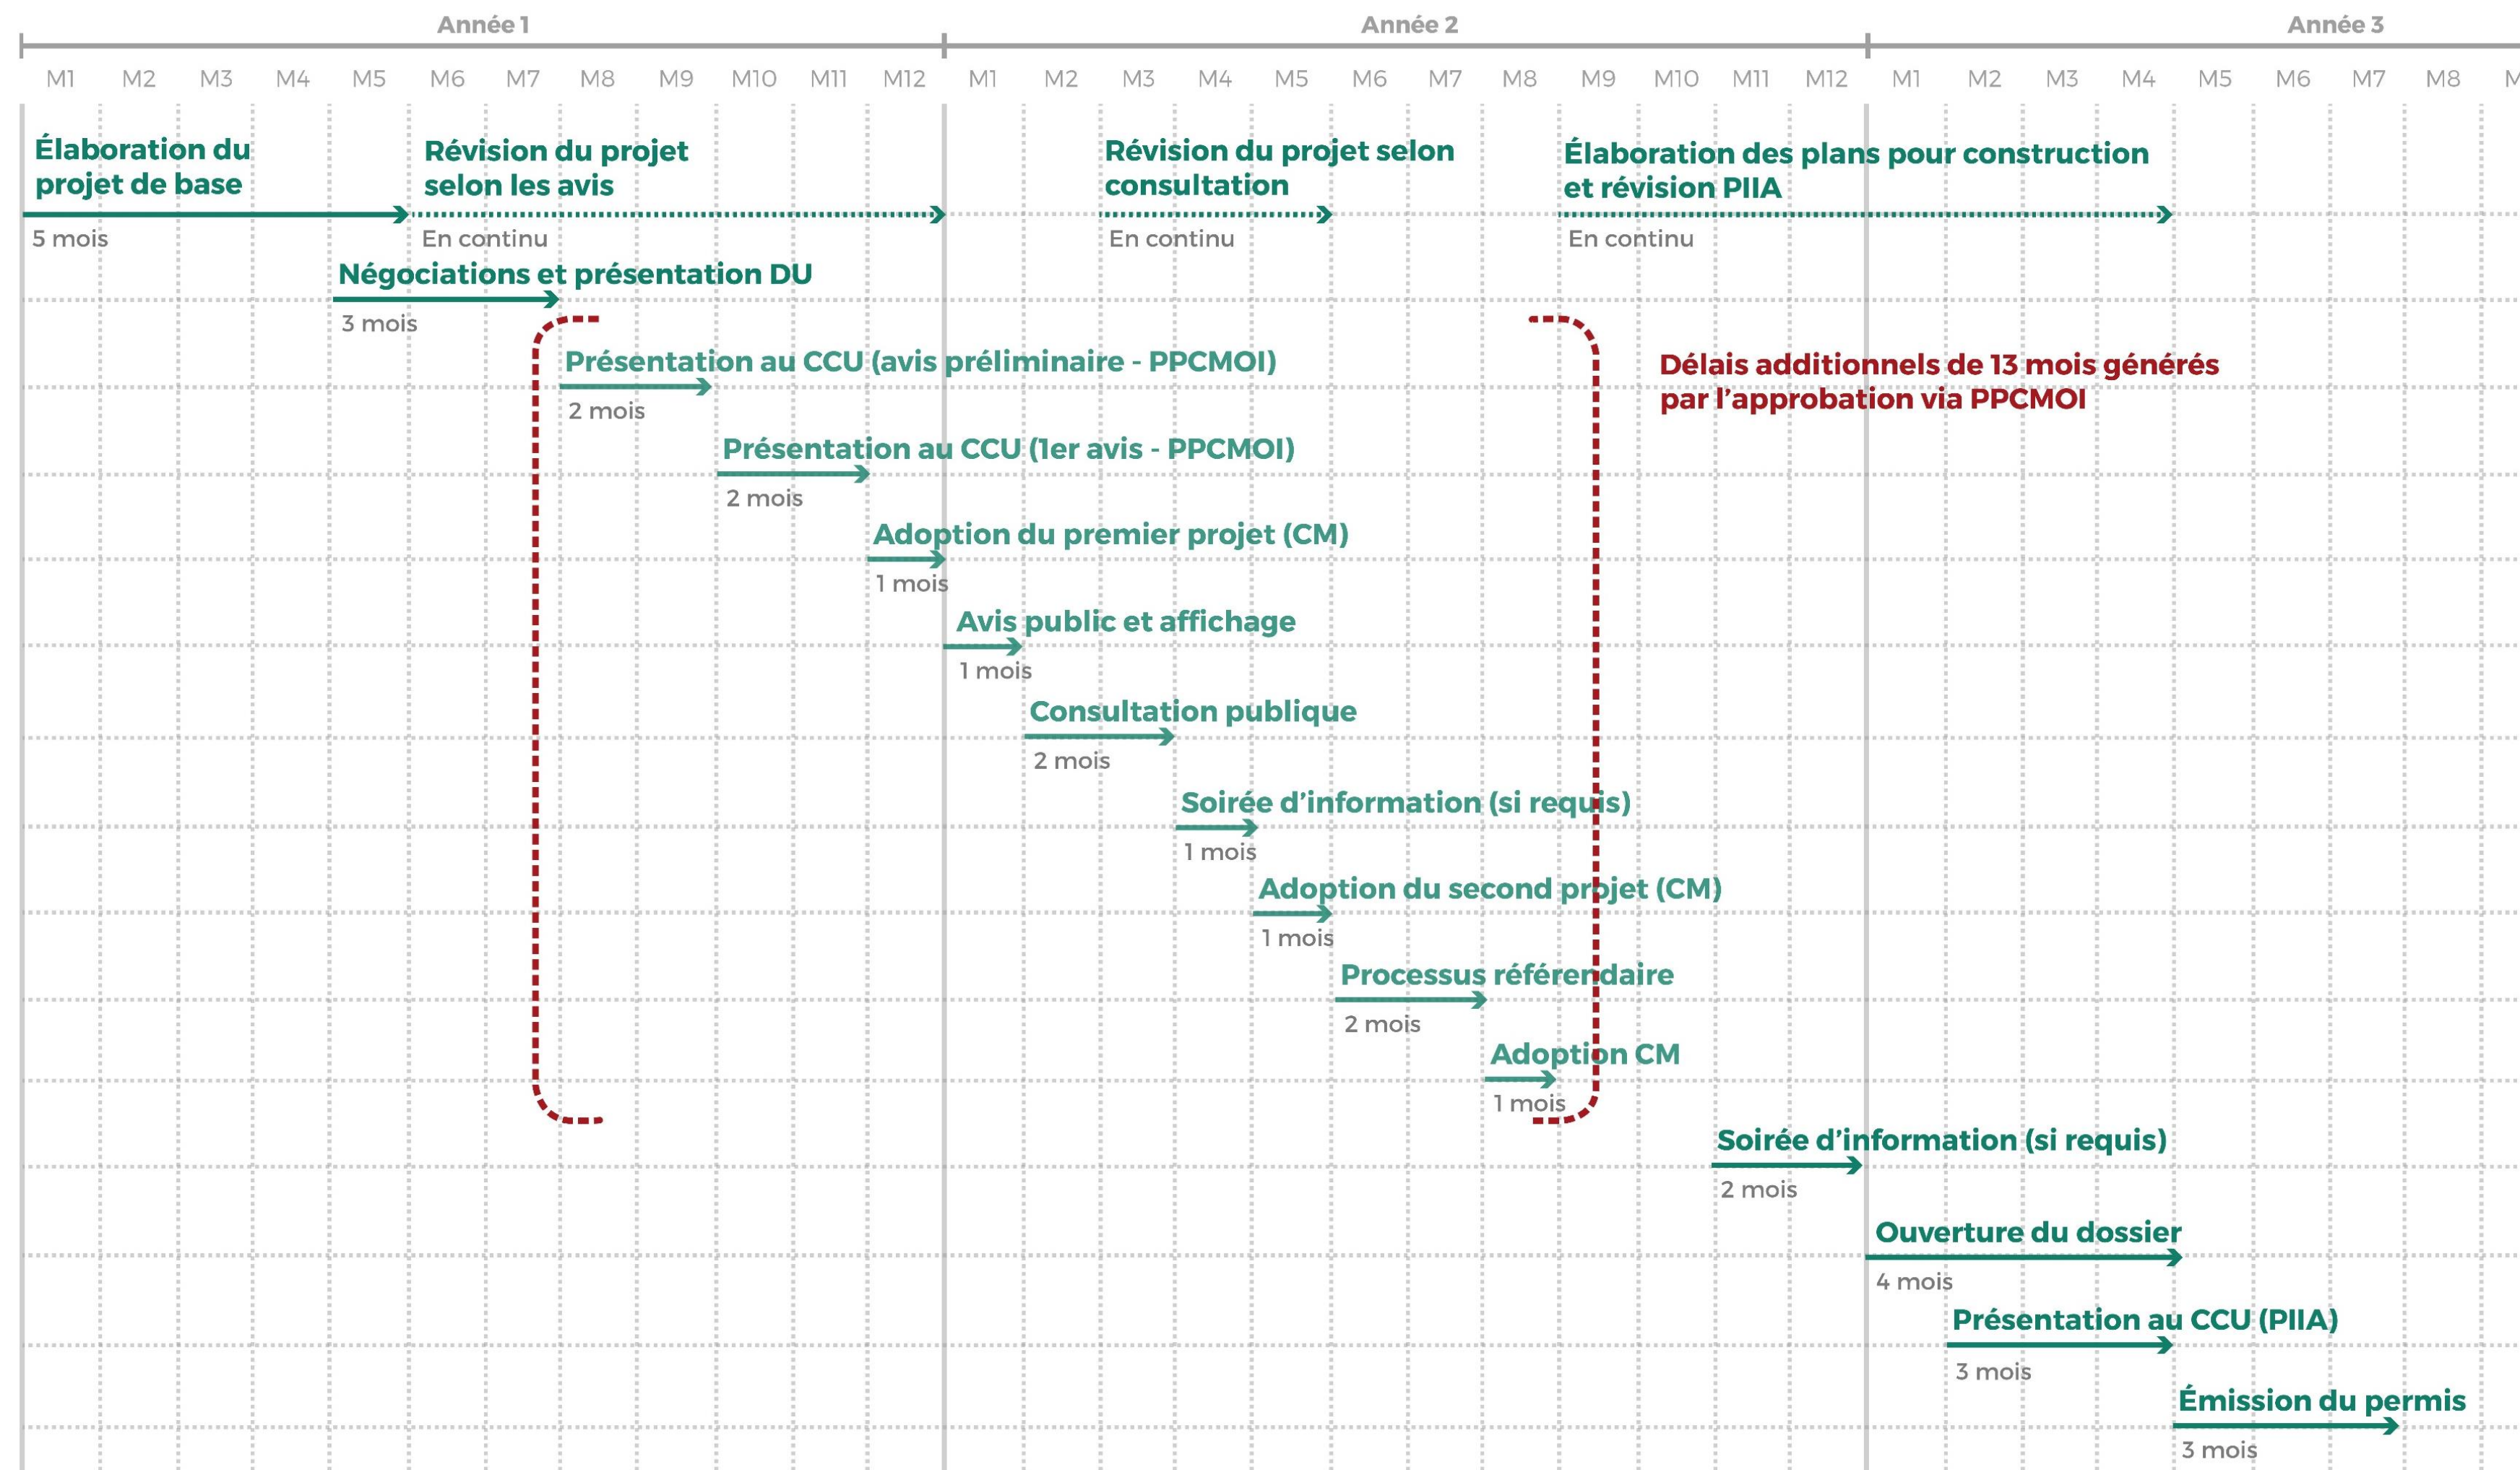 Année 1 Année 2 Année 3
M1 M2 M3 M4 M5 M6 M7 M8 M9 M10 M11 M12 M1 M2 M3 M4 M5 M6 M7 M8 M9 M10 M11 M12 M1 M2 M3 M4 M5 M6 M7 M8 M
Élaboration du
projet de base
5 mois
Révision du projet
selon les avis
En continu
Révision du projet selon
consultation
En continu
Élaboration des plans pour construction
et révision PIIA
En continu
Négociations et présentation DU
3 mois
Présentation au CCU (avis préliminaire - PPCMOI)
2 mois
Délais additionnels de 13 mois générés
par l’approbation via PPCMOI
Présentation au CCU (1er avis - PPCMOI)
2 mois
Adoption du premier projet (CM)
1 mois
Avis public et affichage
1 mois
Consultation publique
2 mois
Soirée d’information (si requis)
1 mois
Adoption du second projet (CM)
1 mois
Processus référendaire
2 mois
Adoption CM
1 mois
Soirée d’information (si requis)
2 mois
Ouverture du dossier
4 mois
Présentation au CCU (PIIA)
3 mois
Émission du permis
3 mois